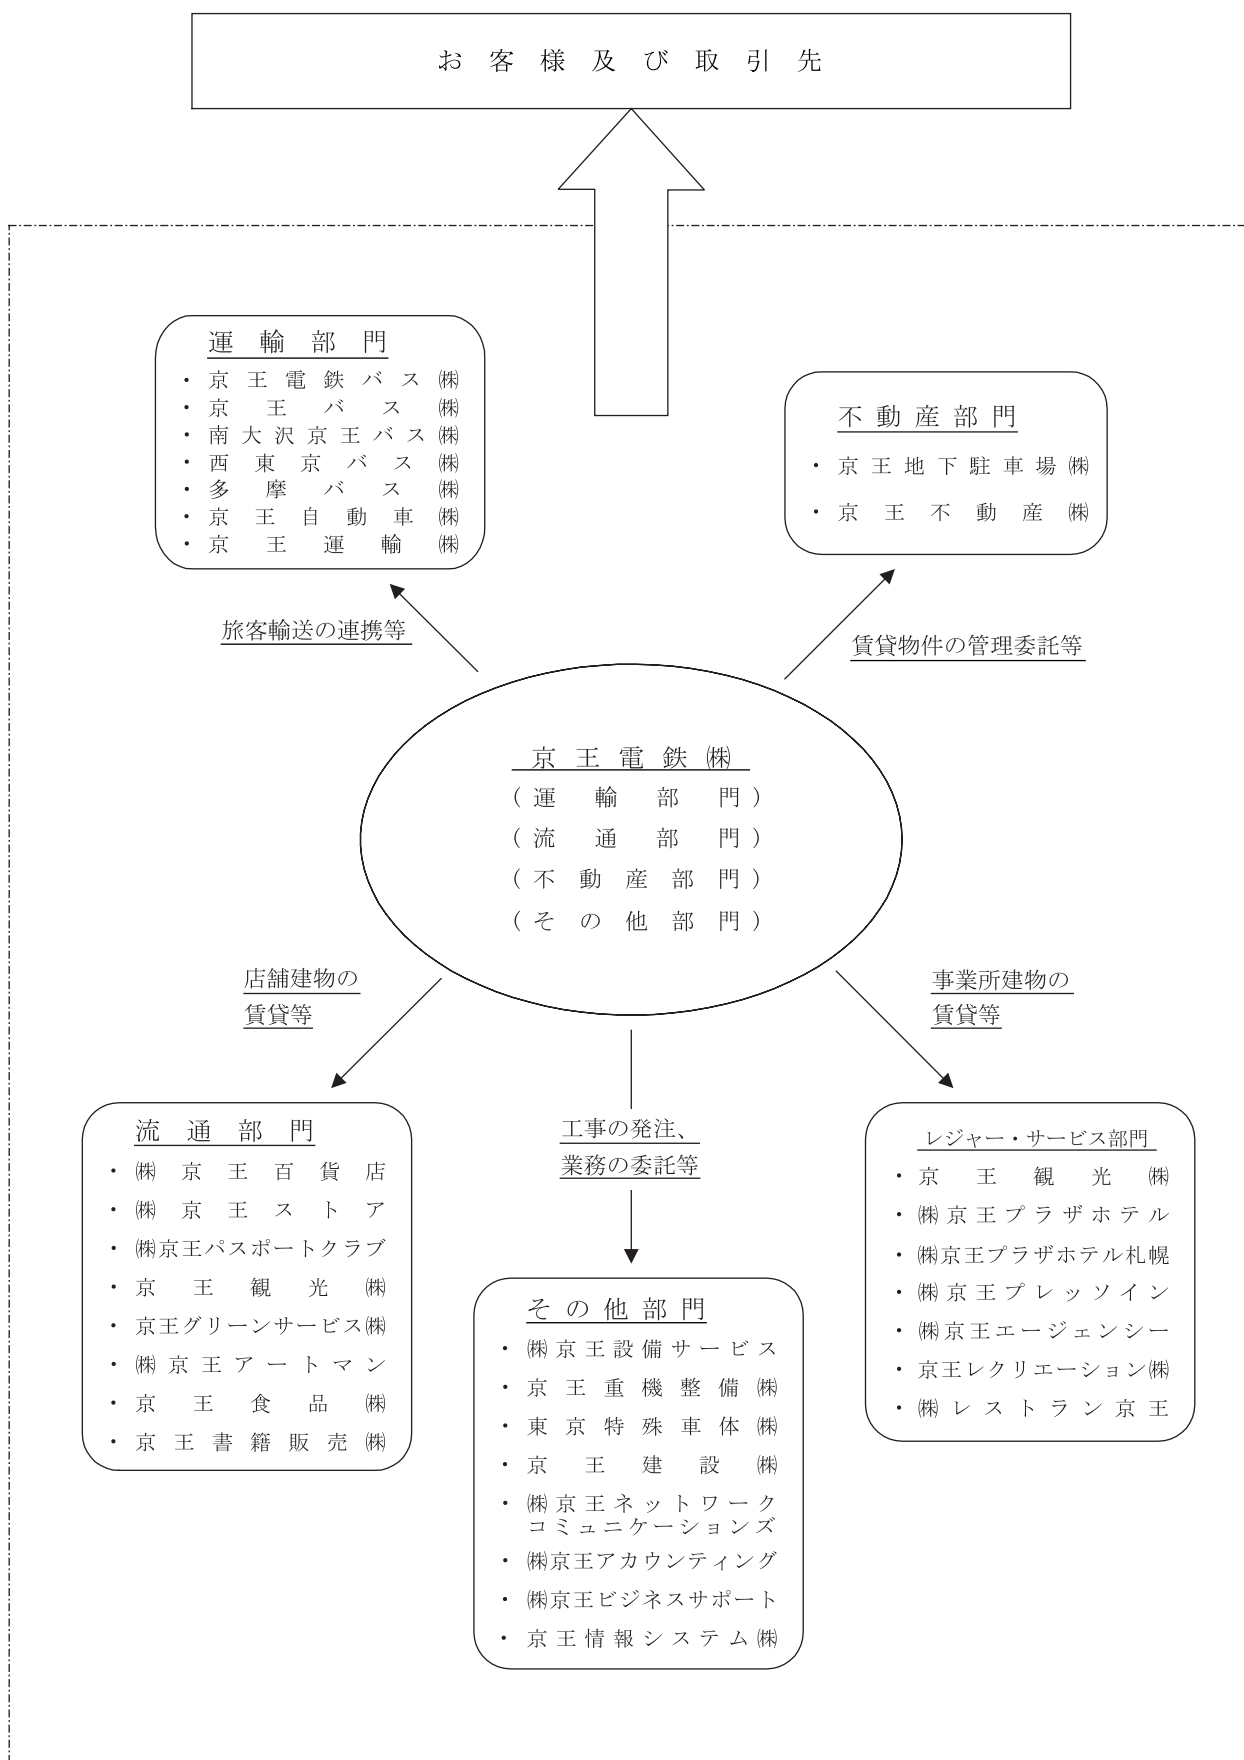 お客様及び取引先
運輸部門
・京王電鉄バス㈱
・京王バス㈱
・南大沢京王バス㈱
・西東京バス㈱
・多摩バス㈱
・京王自動車㈱
・京王運輸㈱
不動産部門
・京王地下駐車場㈱
・京王不動産㈱
旅客輸送の連携等
賃貸物件の管理委託等
京王電鉄㈱
(運輸部門)
(流通部門)
(不動産部門)
(その他部門)
店舗建物の
賃貸等
事業所建物の
賃貸等
工事の発注、
業務の委託等
流通部門
・㈱京王百貨店
・㈱京王ストア
・㈱京王パスポートクラブ
・京王観光㈱
・京王グリーンサービス㈱
・㈱京王アートマン
・京王食品㈱
・京王書籍販売㈱
その他部門
・㈱京王設備サービス
・京王重機整備㈱
・東京特殊車体㈱
・京王建設㈱
・㈱京王ネットワーク
コミュニケーションズ
・㈱京王アカウンティング
・㈱京王ビジネスサポート
・京王情報システム㈱
レジャー・サービス部門
・京王観光㈱
・㈱京王プラザホテル
・㈱京王プラザホテル札幌
・㈱京王プレッソイン
・㈱京王エージェンシー
・京王レクリエーション㈱
・㈱レストラン京王